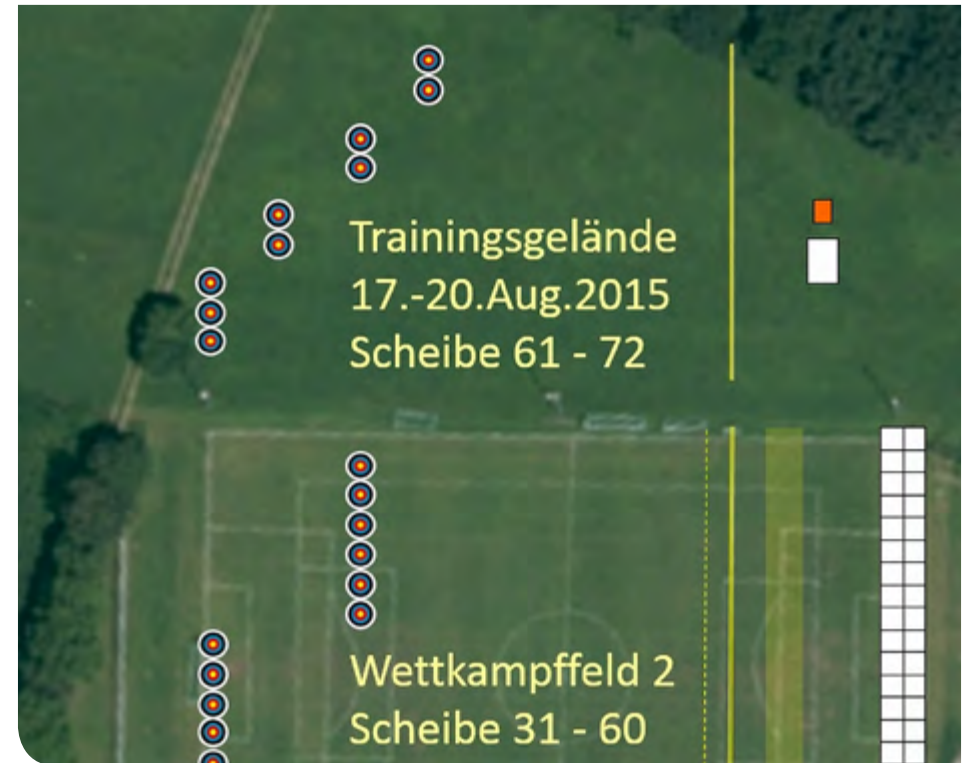 Trainingsgelände
17.-20.Aug.2015
Scheibe 61 - 72
Wettkampffeld 2
Scheibe 31 - 60